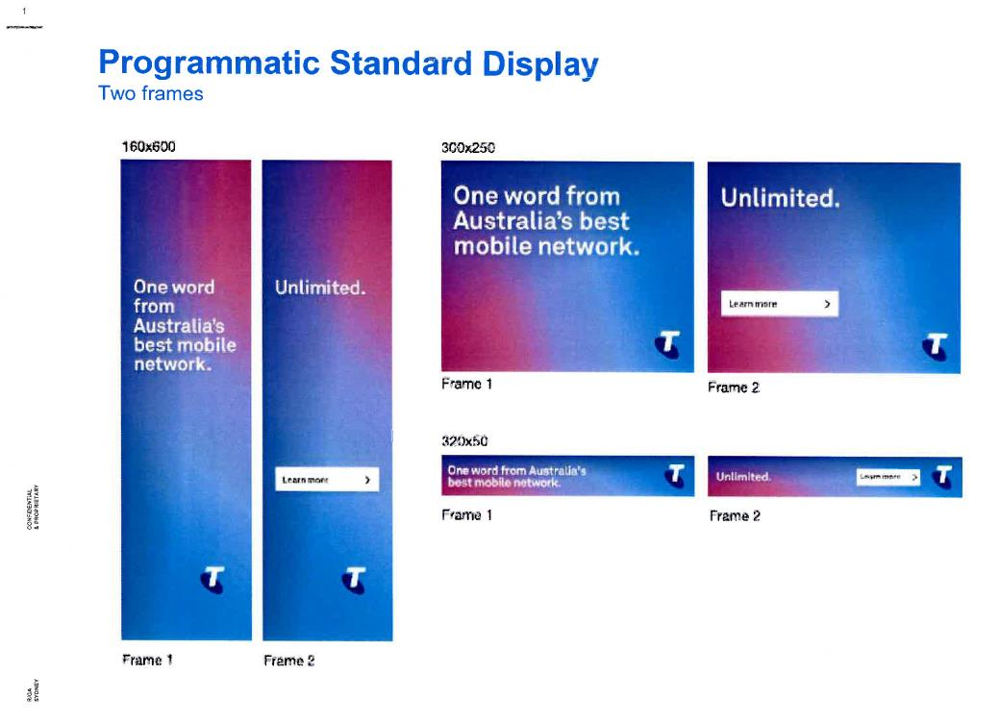 1
Programmatic Standard Display
Two frames
160x600
One word
from
Australia's
best mobile
network.
T
Frame 1
Unlimited.
Learn more >
T
Frame 2
300x250
One word from
Australia's best
mobile network.
T
Frame 1
Unlimited.
Learn more >
T
Frame 2
320x50
One word from Australia's
best mobile network.
T
Frame 1
Unlimited.
Learn more >
T
Frame 2
CONFIDENTIAL
& PROPRIETARY
R/GA
SYDNEY